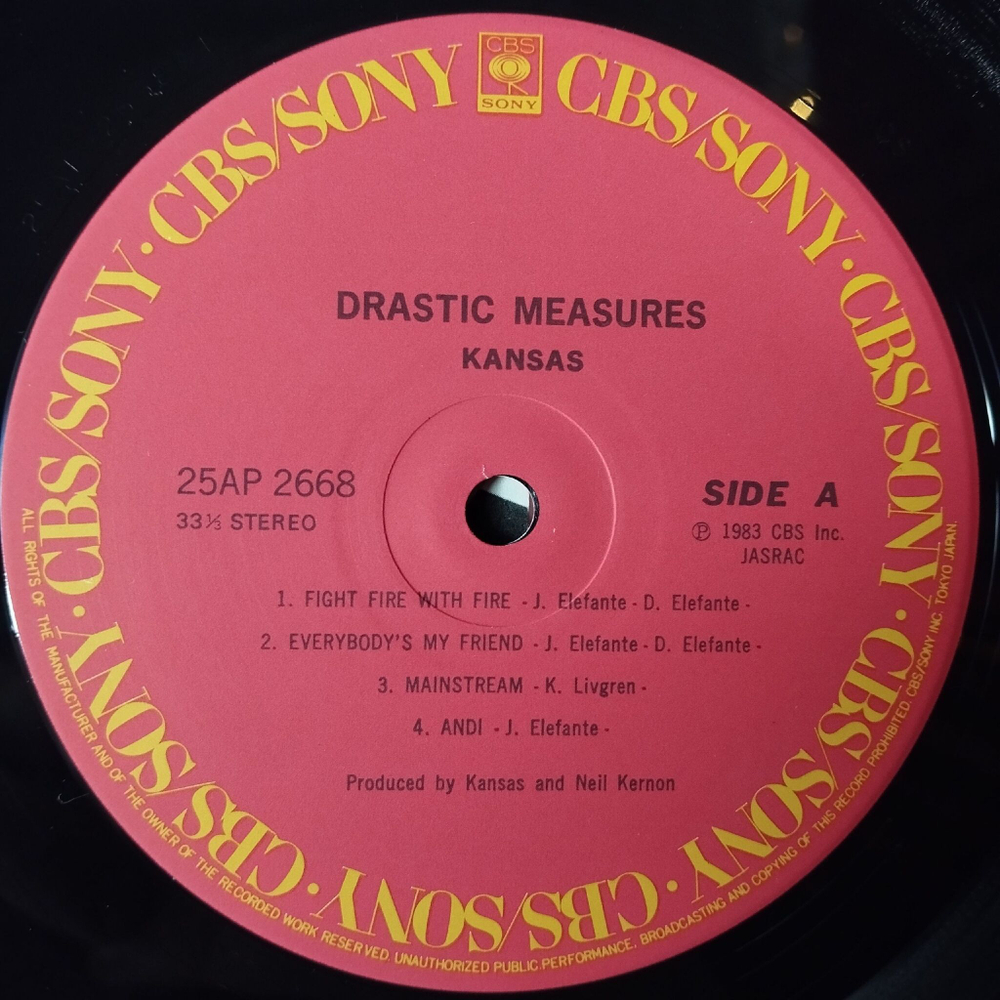 CBS
SONY
CBS/SONY · CBS/SONY · CBS/SONY · CBS/SONY · CBS/SONY · CBS/SONY · CBS/SONY · CBS/SONY
DRASTIC MEASURES
KANSAS
25AP 2668
33⅓ STEREO
SIDE A
Ⓟ 1983 CBS Inc.
JASRAC
1. FIGHT FIRE WITH FIRE - J. Elefante - D. Elefante -
2. EVERYBODY'S MY FRIEND - J. Elefante - D. Elefante -
3. MAINSTREAM - K. Livgren -
4. ANDI - J. Elefante -
Produced by Kansas and Neil Kernon
ALL RIGHTS OF THE MANUFACTURER AND OF THE OWNER OF THE RECORDED WORK RESERVED. UNAUTHORIZED PUBLIC PERFORMANCE, BROADCASTING AND COPYING OF THIS RECORD PROHIBITED. CBS/SONY INC. TOKYO JAPAN.